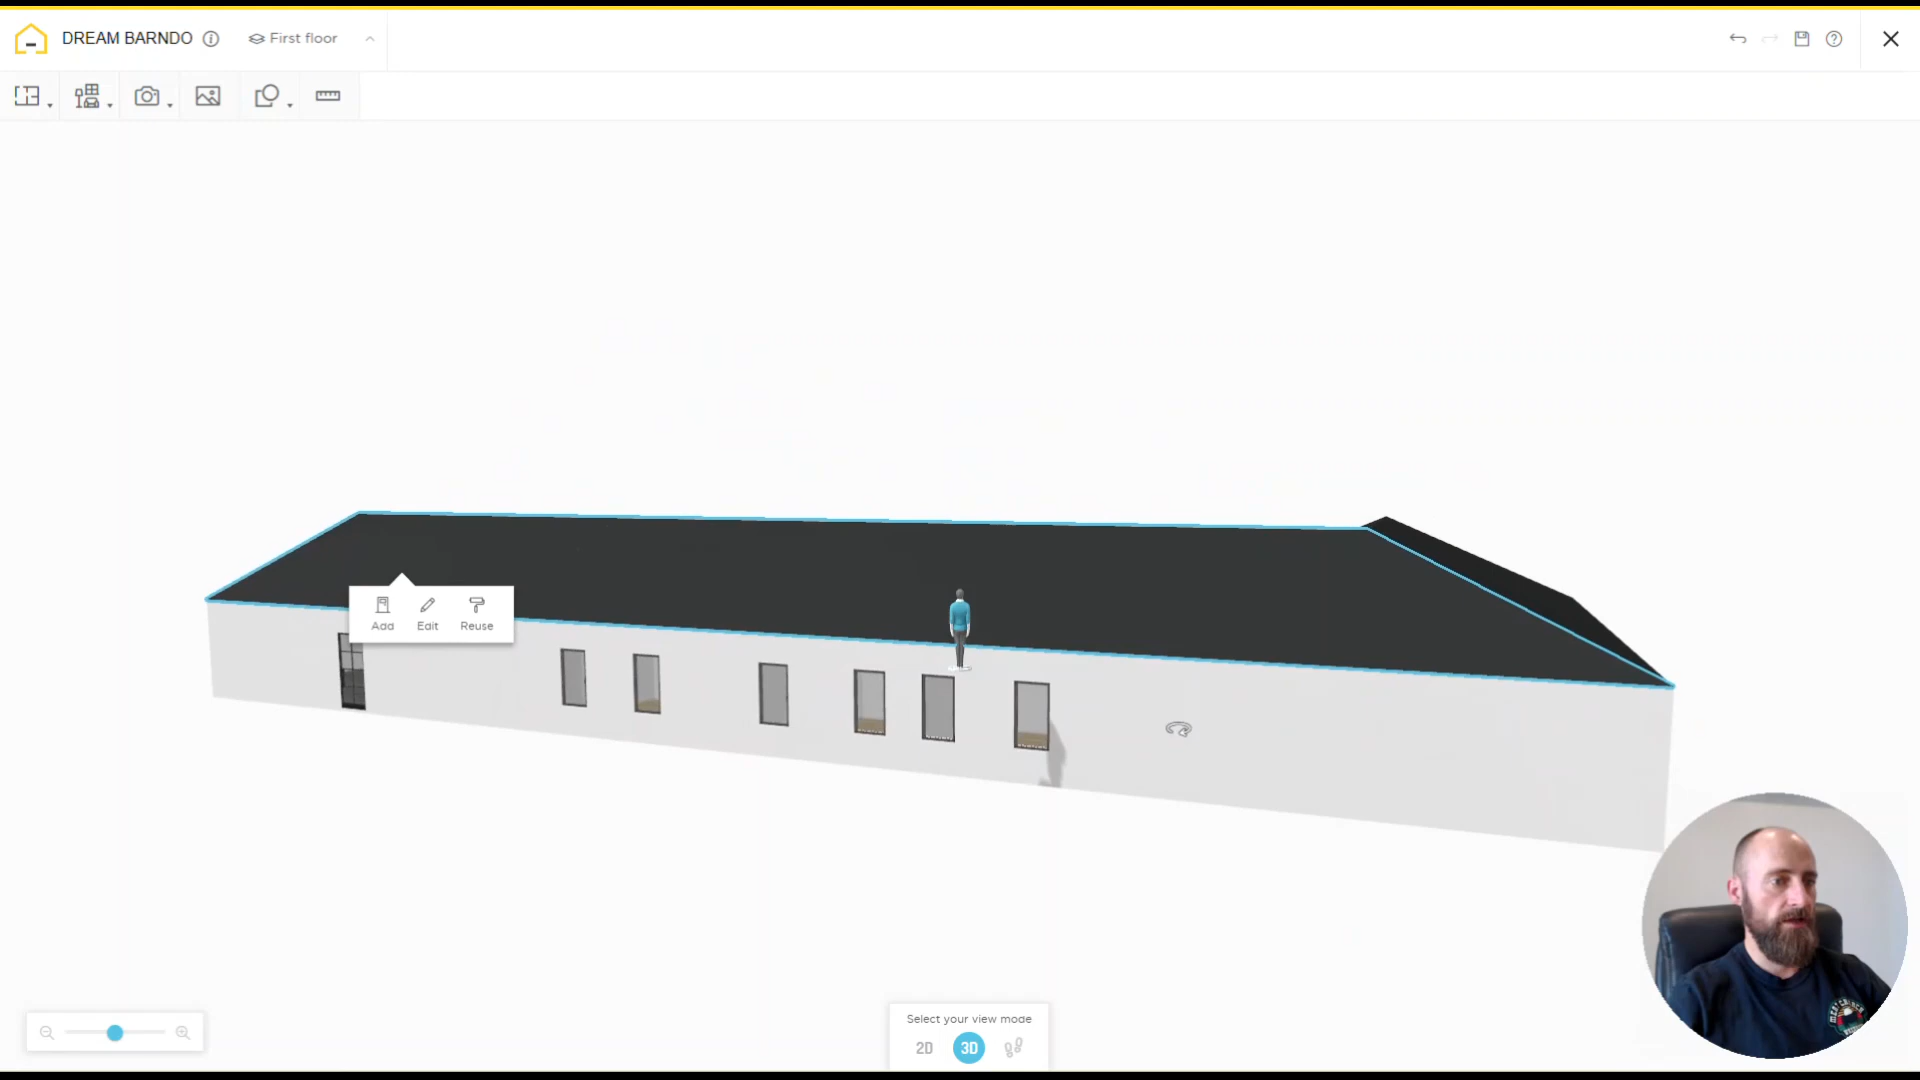 DREAM BARNDO
First floor
Add
Edit
Reuse
Select your view mode
2D
3D